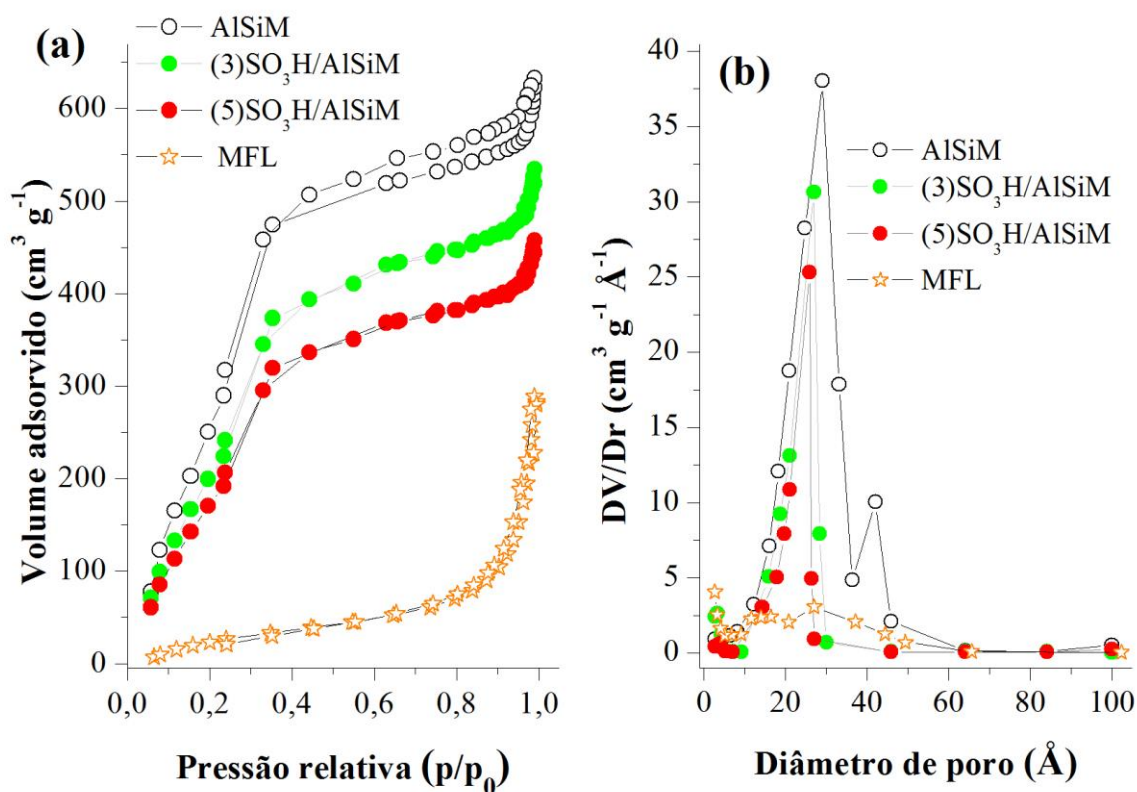 (a)
AlSiM
(3)SO₃H/AlSiM
(5)SO₃H/AlSiM
MFL
600
500
400
300
200
100
0
Volume adsorvido (cm³ g⁻¹)
0,0 0,2 0,4 0,6 0,8 1,0
Pressão relativa (p/p₀)
(b)
AlSiM
(3)SO₃H/AlSiM
(5)SO₃H/AlSiM
MFL
40
35
30
25
20
15
10
5
0
DV/Dr (cm³ g⁻¹ Å⁻¹)
0 20 40 60 80 100
Diâmetro de poro (Å)